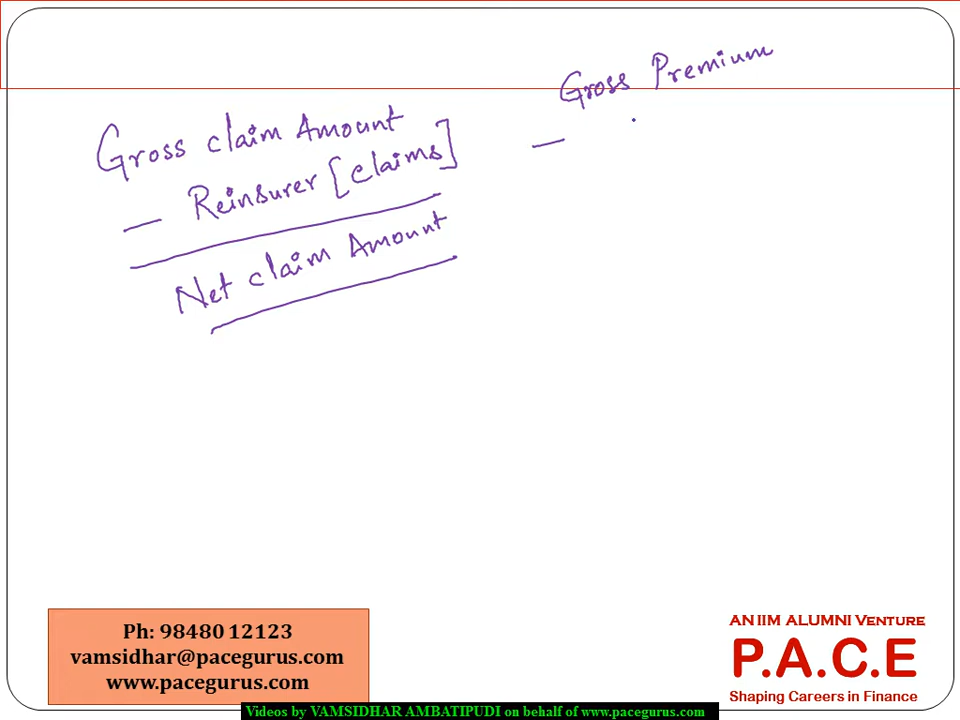 Gross claim Amount
— Reinsurer [claims]
Net claim Amount
Gross Premium
—
Ph: 98480 12123
vamsidhar@pacegurus.com
www.pacegurus.com
AN IIM ALUMNI VENTURE
P.A.C.E
Shaping Careers in Finance
Videos by VAMSIDHAR AMBATIPUDI on behalf of www.pacegurus.com